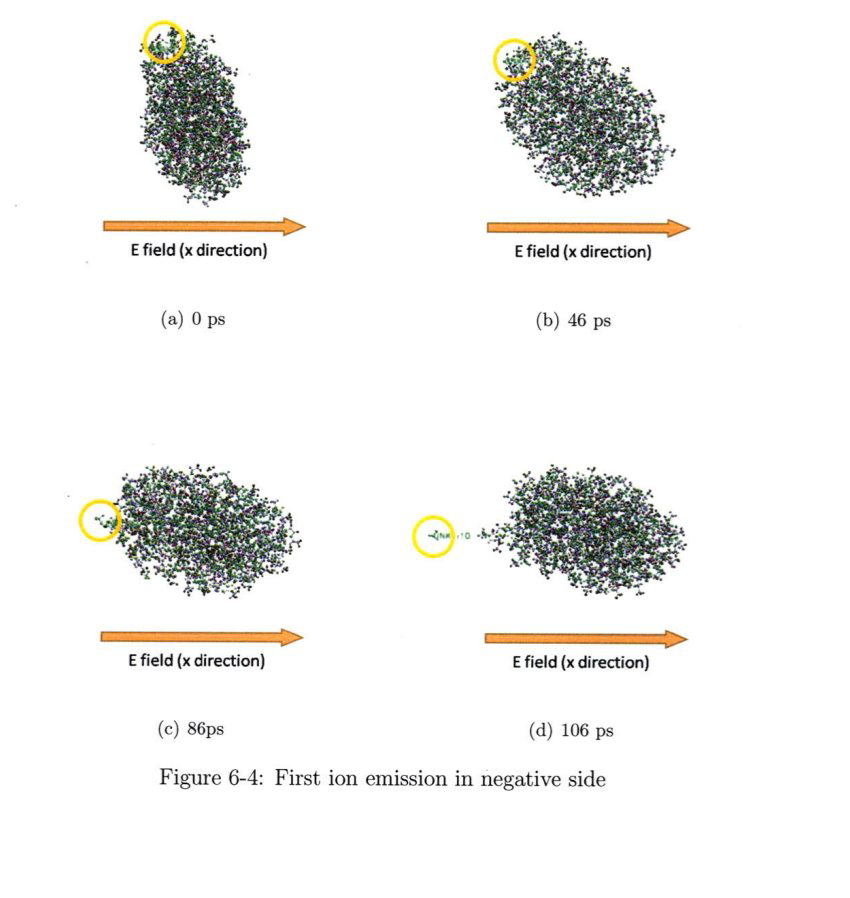 E field (x direction)
E field (x direction)
(a) 0 ps
(b) 46 ps
E field (x direction)
E field (x direction)
(c) 86ps
(d) 106 ps
Figure 6-4: First ion emission in negative side